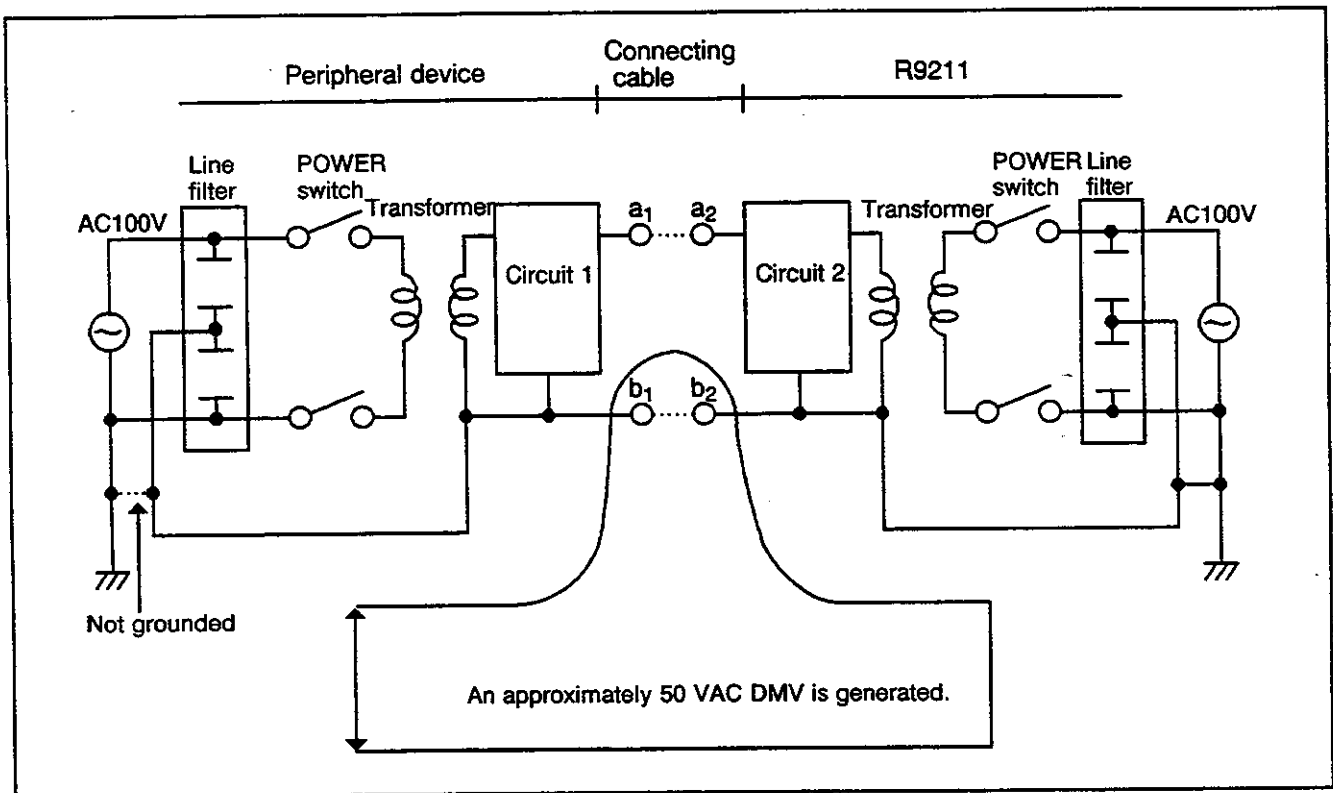 Peripheral device
Connecting
cable
R9211
Line
filter
POWER
switch
Transformer
AC100V
Circuit 1
a1
a2
b1
b2
Circuit 2
Transformer
POWER
switch
Line
filter
AC100V
Not grounded
An approximately 50 VAC DMV is generated.